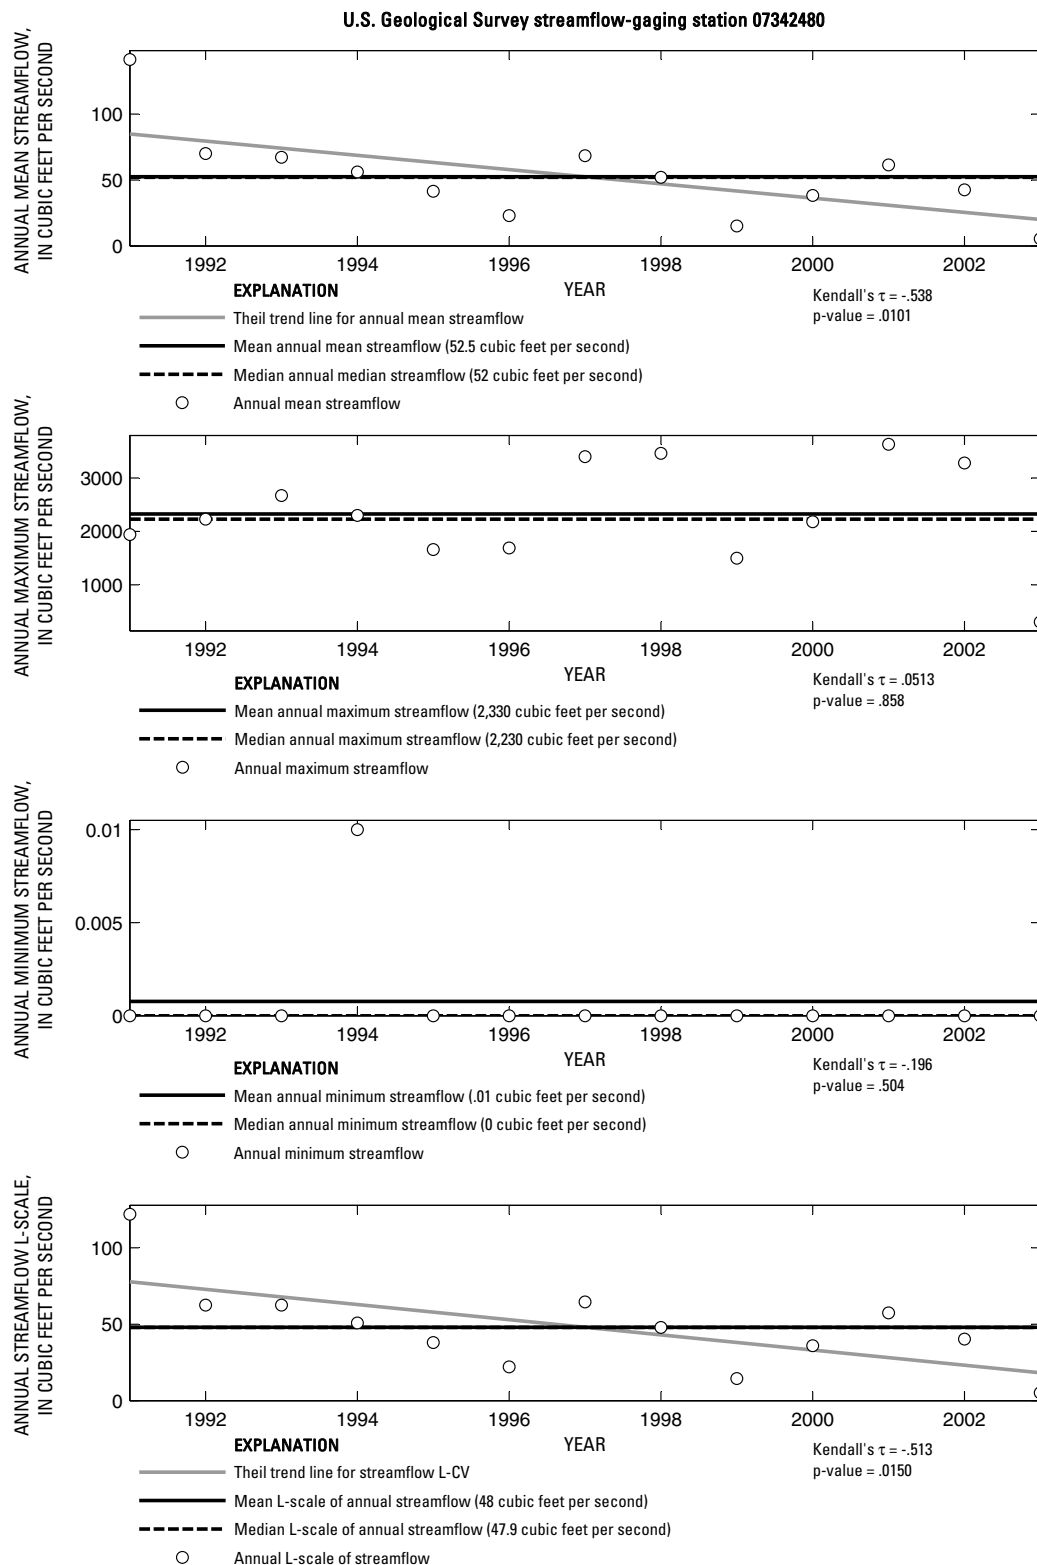 U.S. Geological Survey streamflow-gaging station 07342480
ANNUAL MEAN STREAMFLOW,
IN CUBIC FEET PER SECOND
100
50
0
1992 1994 1996 1998 2000 2002
YEAR
EXPLANATION
Kendall's τ = -.538
p-value = .0101
Theil trend line for annual mean streamflow
Mean annual mean streamflow (52.5 cubic feet per second)
Median annual median streamflow (52 cubic feet per second)
Annual mean streamflow
ANNUAL MAXIMUM STREAMFLOW,
IN CUBIC FEET PER SECOND
3000
2000
1000
1992 1994 1996 1998 2000 2002
YEAR
EXPLANATION
Kendall's τ = .0513
p-value = .858
Mean annual maximum streamflow (2,330 cubic feet per second)
Median annual maximum streamflow (2,230 cubic feet per second)
Annual maximum streamflow
ANNUAL MINIMUM STREAMFLOW,
IN CUBIC FEET PER SECOND
0.01
0.005
0
1992 1994 1996 1998 2000 2002
YEAR
EXPLANATION
Kendall's τ = -.196
p-value = .504
Mean annual minimum streamflow (.01 cubic feet per second)
Median annual minimum streamflow (0 cubic feet per second)
Annual minimum streamflow
ANNUAL STREAMFLOW L-SCALE,
IN CUBIC FEET PER SECOND
100
50
0
1992 1994 1996 1998 2000 2002
YEAR
EXPLANATION
Kendall's τ = -.513
p-value = .0150
Theil trend line for streamflow L-CV
Mean L-scale of annual streamflow (48 cubic feet per second)
Median L-scale of annual streamflow (47.9 cubic feet per second)
Annual L-scale of streamflow